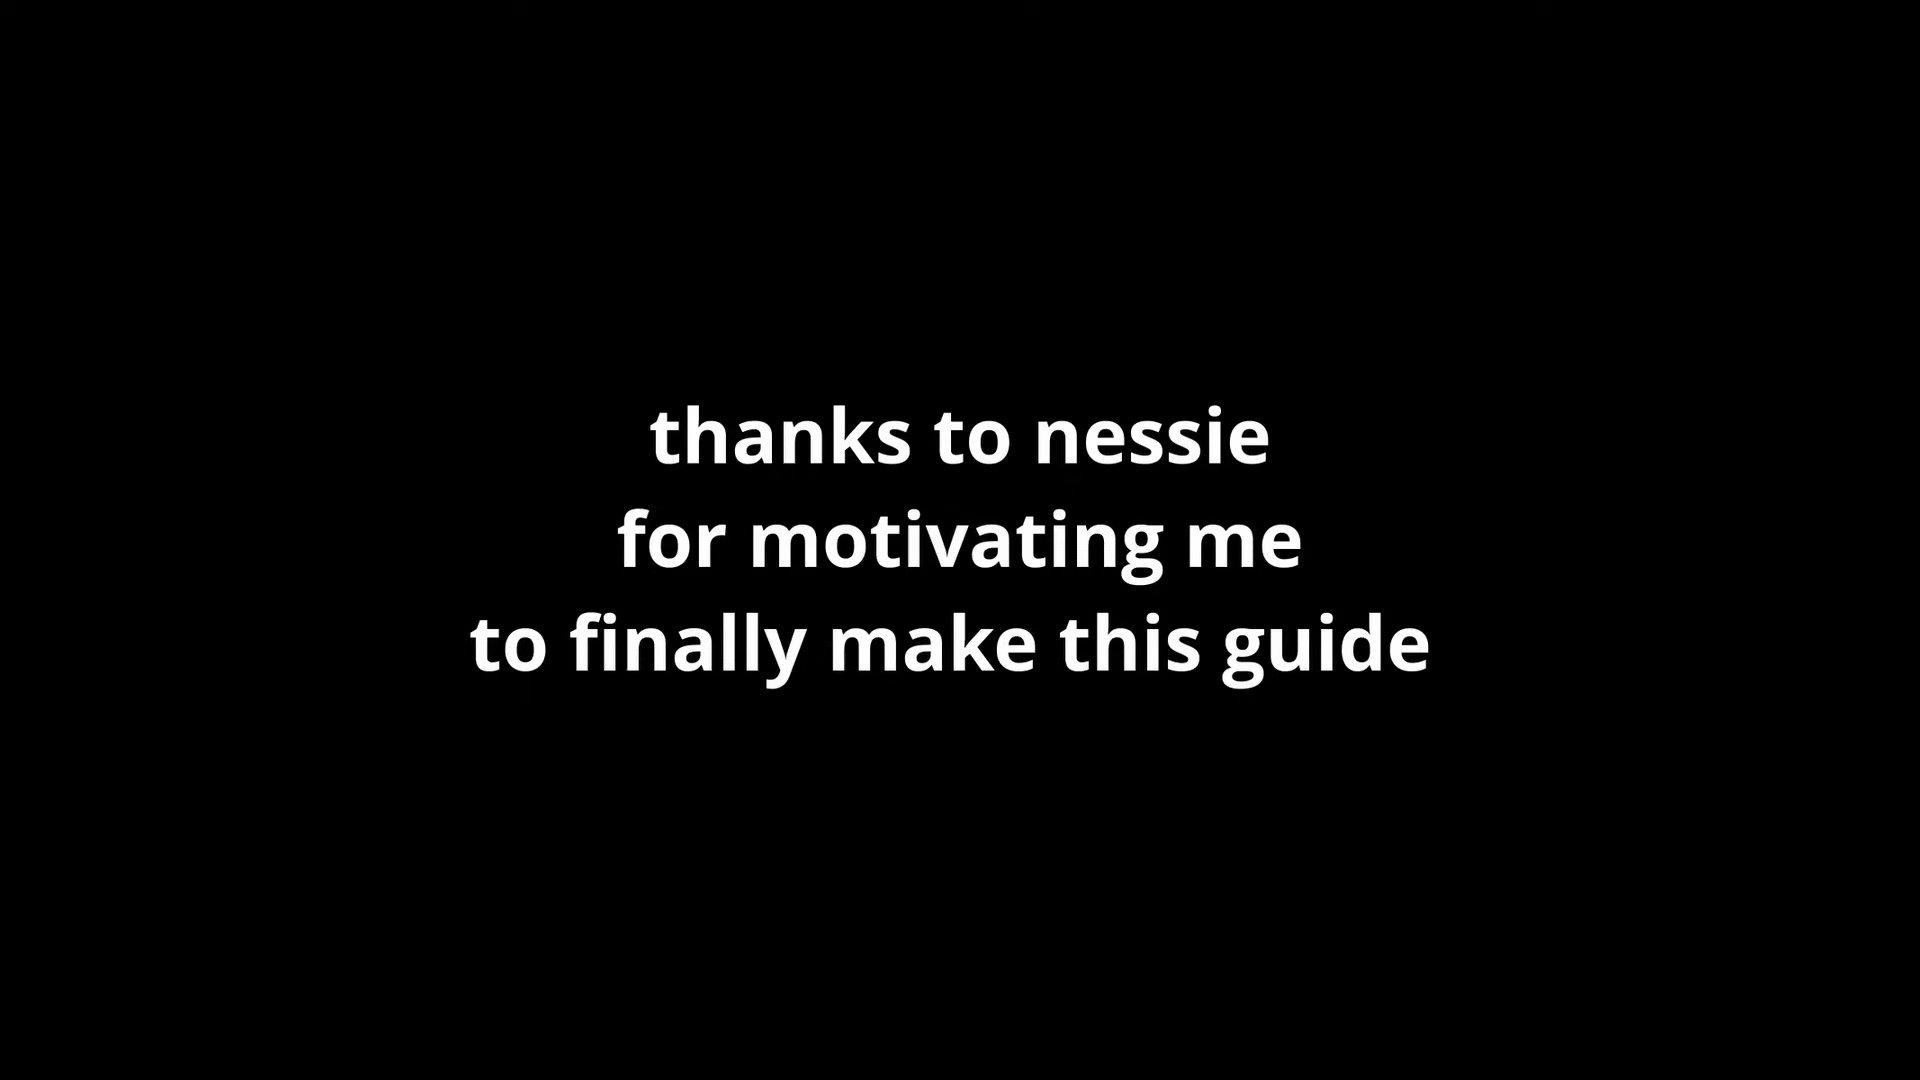 thanks to nessie
for motivating me
to finally make this guide